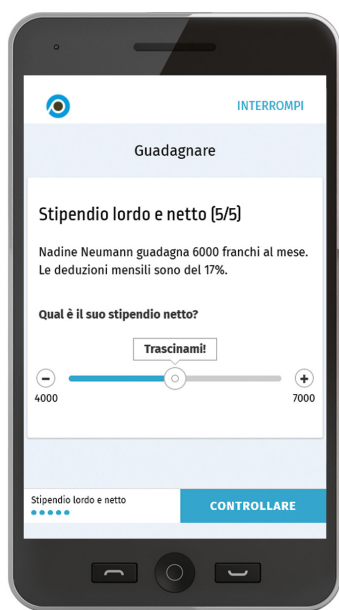 INTERROMPI
Guadagnare
Stipendio lordo e netto (5/5)
Nadine Neumann guadagna 6000 franchi al mese.
Le deduzioni mensili sono del 17%.
Qual è il suo stipendio netto?
Trascinami!
4000
7000
Stipendio lordo e netto
CONTROLLARE